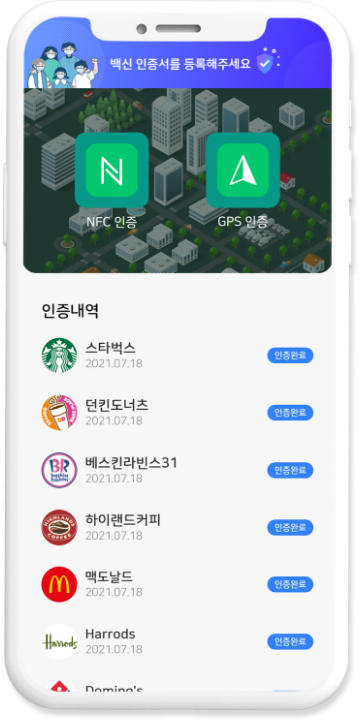 백신 인증서를 등록해주세요
NFC 인증
GPS 인증
인증내역
스타벅스
2021.07.18
인증완료
던킨도너츠
2021.07.18
인증완료
베스킨라빈스31
2021.07.18
인증완료
BR
하이랜드커피
2021.07.18
인증완료
HIGHLANDS
COFFEE
맥도날드
2021.07.18
인증완료
Harrods
Harrods
2021.07.18
인증완료
Domino's